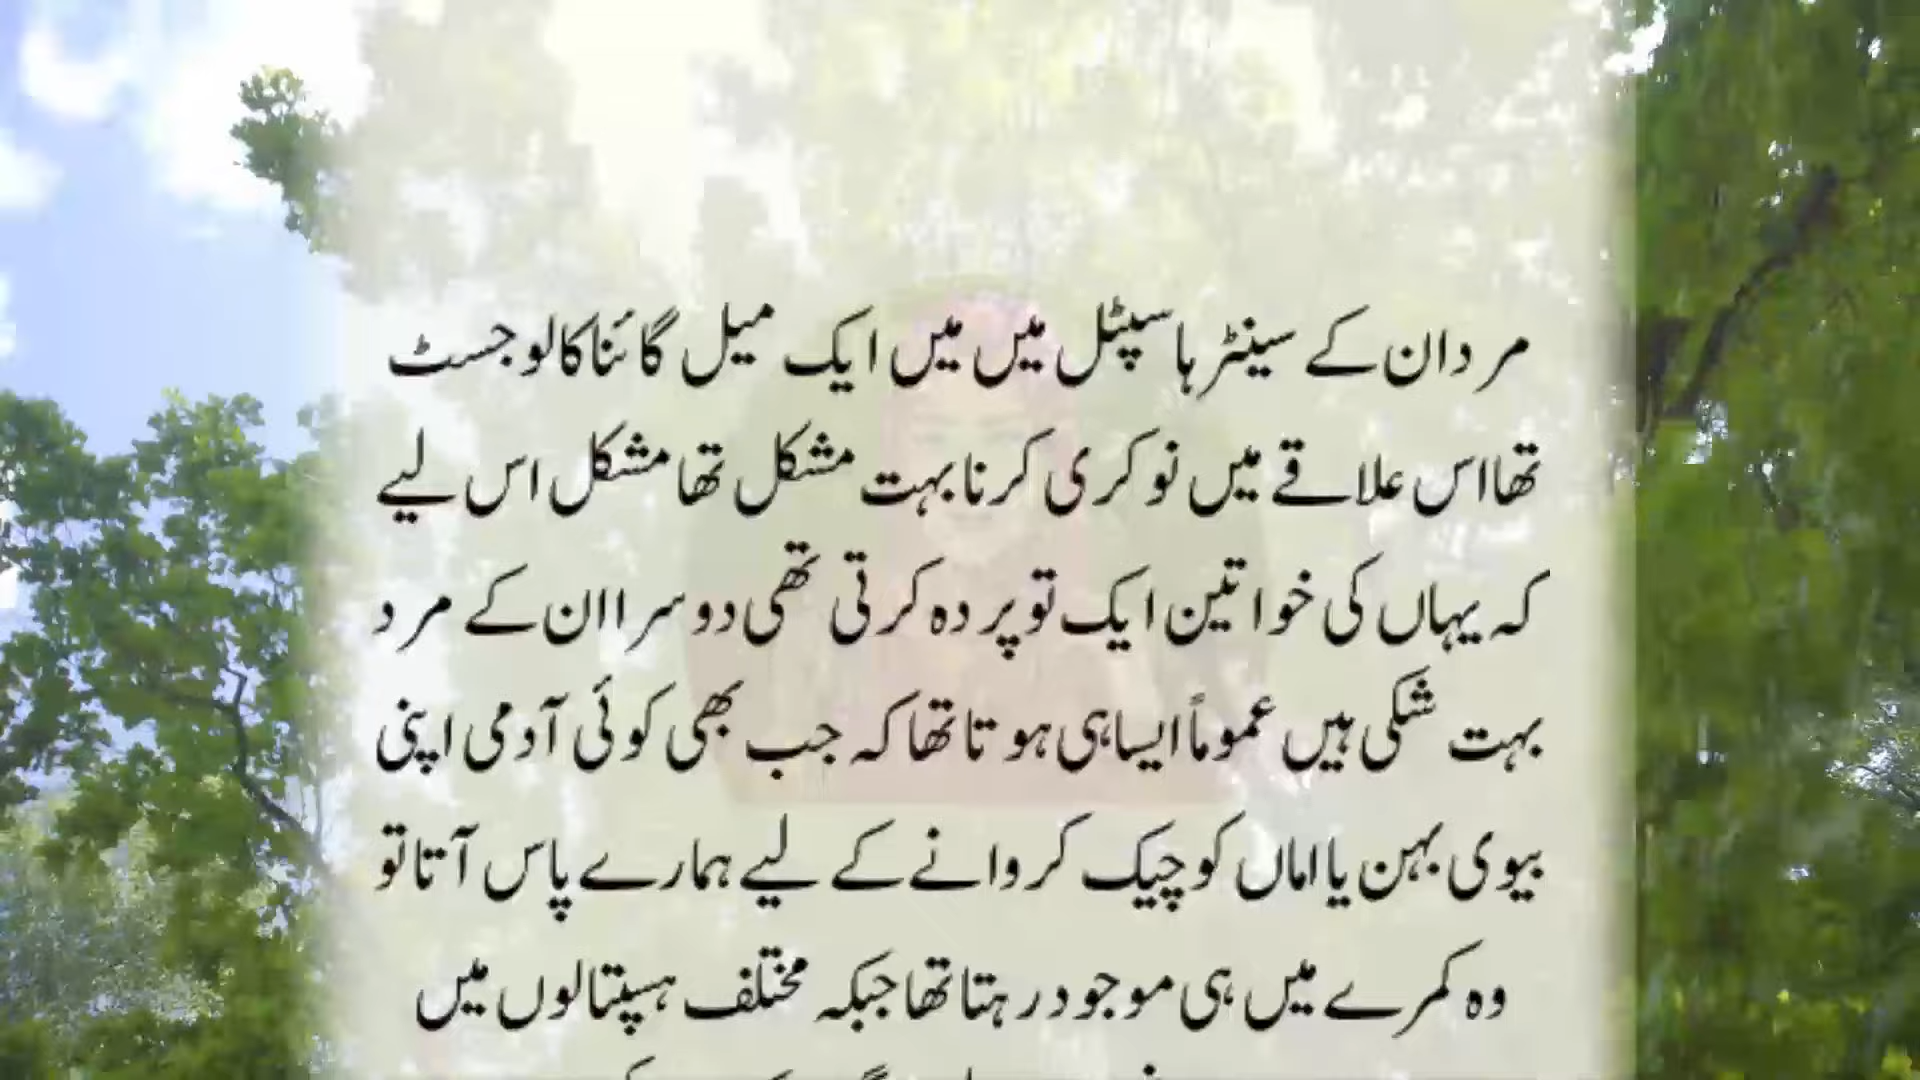 مردان کے سینٹر ہاسپٹل میں میں ایک میل گائناکالوجسٹ
تھا اس علاقے میں نوکری کرنا بہت مشکل تھا مشکل اس لیے
کہ یہاں کی خواتین ایک تو پردہ کرتی تھی دوسرا ان کے مرد
بہت شکی ہیں عموماً ایسا ہی ہوتا تھا کہ جب بھی کوئی آدمی اپنی
بیوی بہن یا اماں کو چیک کروانے کے لیے ہمارے پاس آتا تو
وہ کمرے میں ہی موجود رہتا تھا جبکہ مختلف ہسپتالوں میں